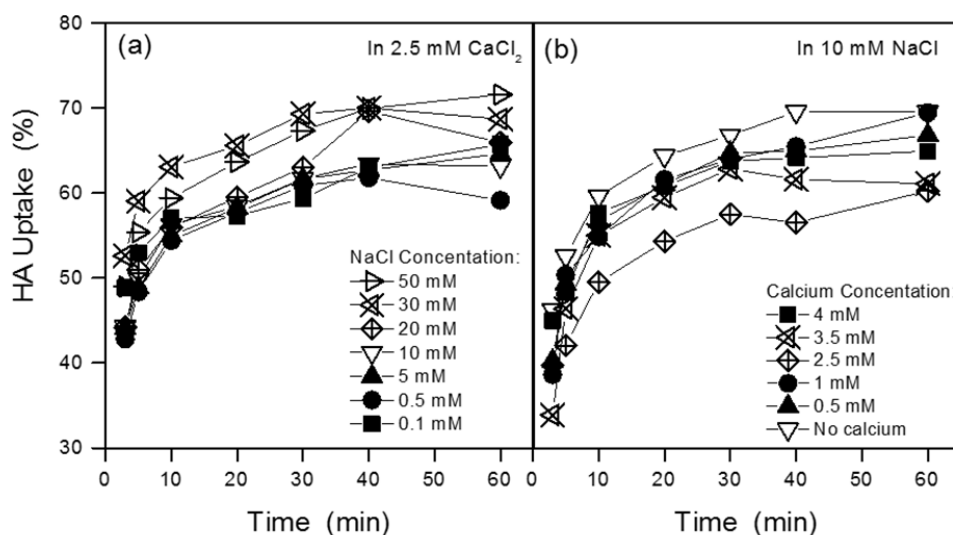 80
70
60
50
40
30
HA Uptake (%)
(a)
In 2.5 mM CaCl₂
NaCl Concentration:
50 mM
30 mM
20 mM
10 mM
5 mM
0.5 mM
0.1 mM
0 10 20 30 40 50 60
Time (min)
(b)
In 10 mM NaCl
Calcium Concentation:
4 mM
3.5 mM
2.5 mM
1 mM
0.5 mM
No calcium
10 20 30 40 50 60
Time (min)